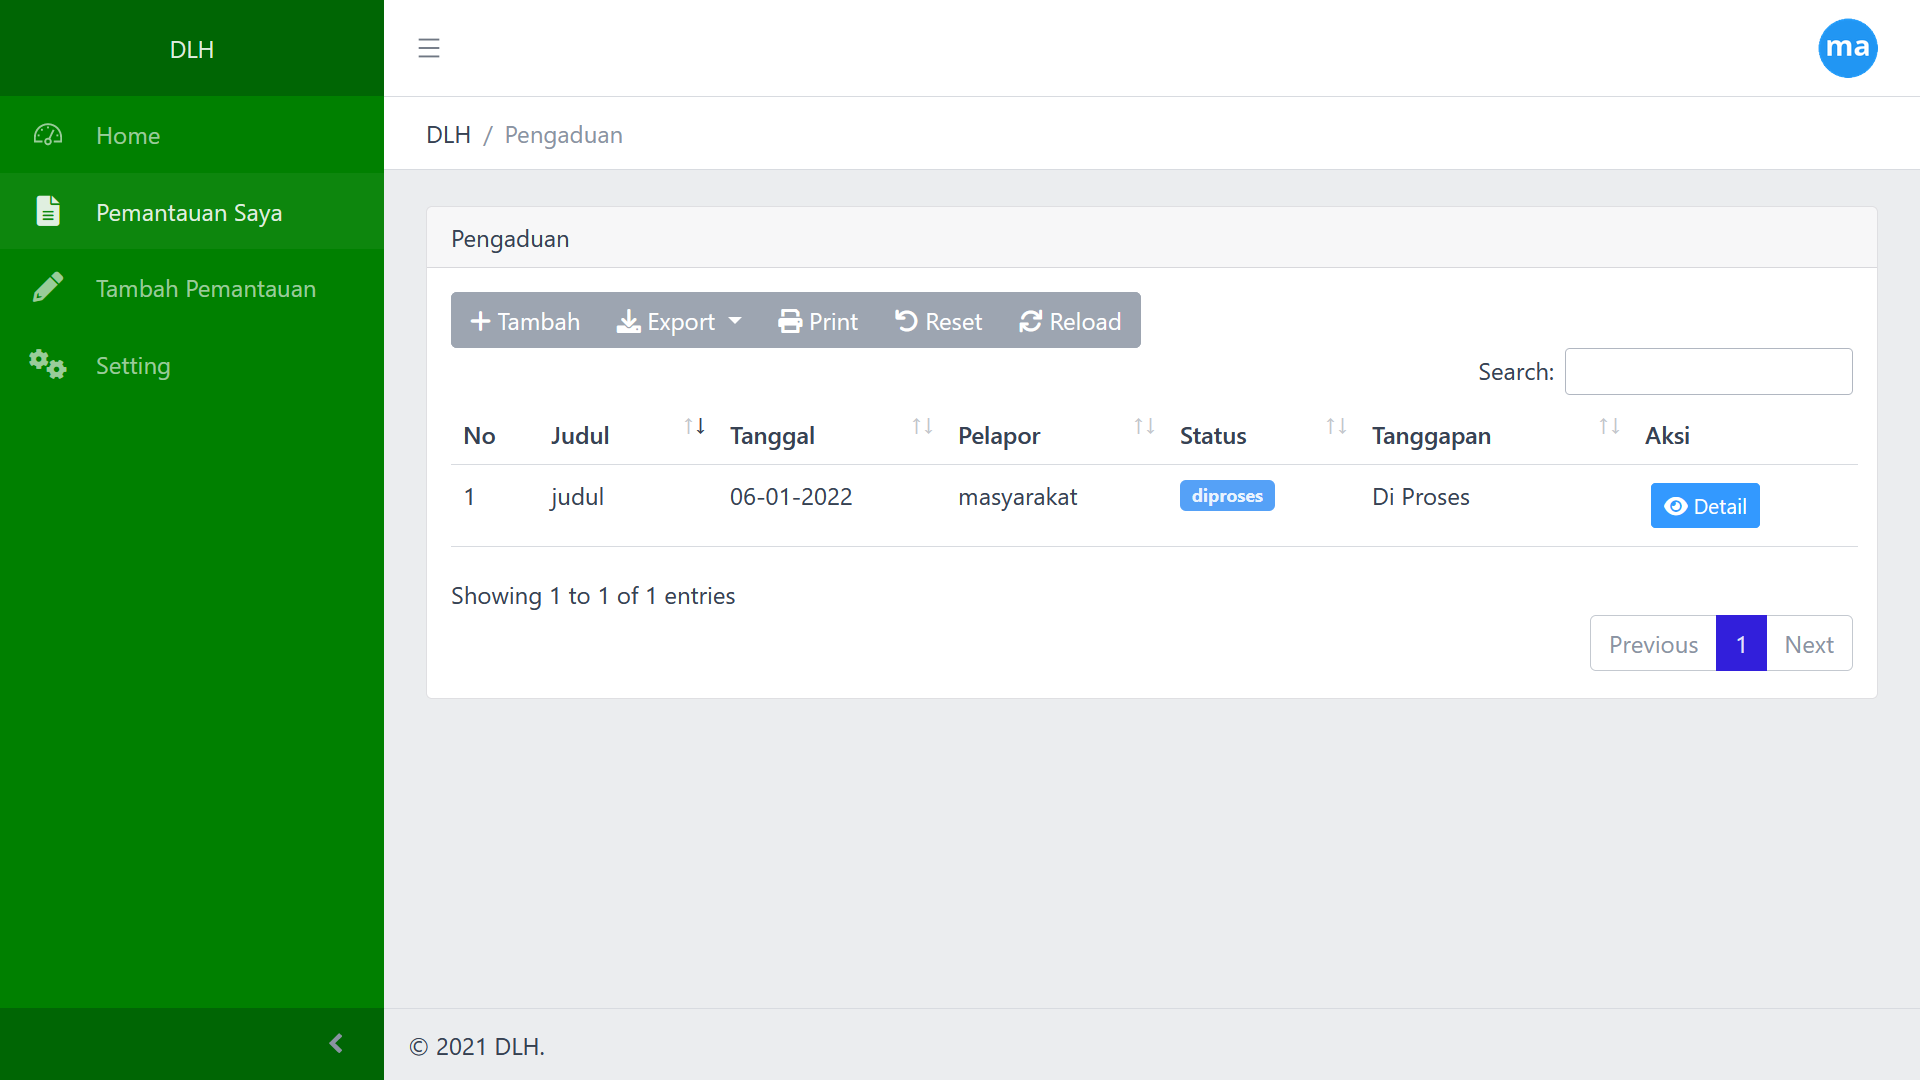 DLH
ma
Home
Pemantauan Saya
Tambah Pemantauan
Setting
DLH / Pengaduan
Pengaduan
Tambah Export Print Reset Reload
Search:
No Judul Tanggal Pelapor Status Tanggapan Aksi
1 judul 06-01-2022 masyarakat diproses Di Proses Detail
Showing 1 to 1 of 1 entries
Previous 1 Next
© 2021 DLH.